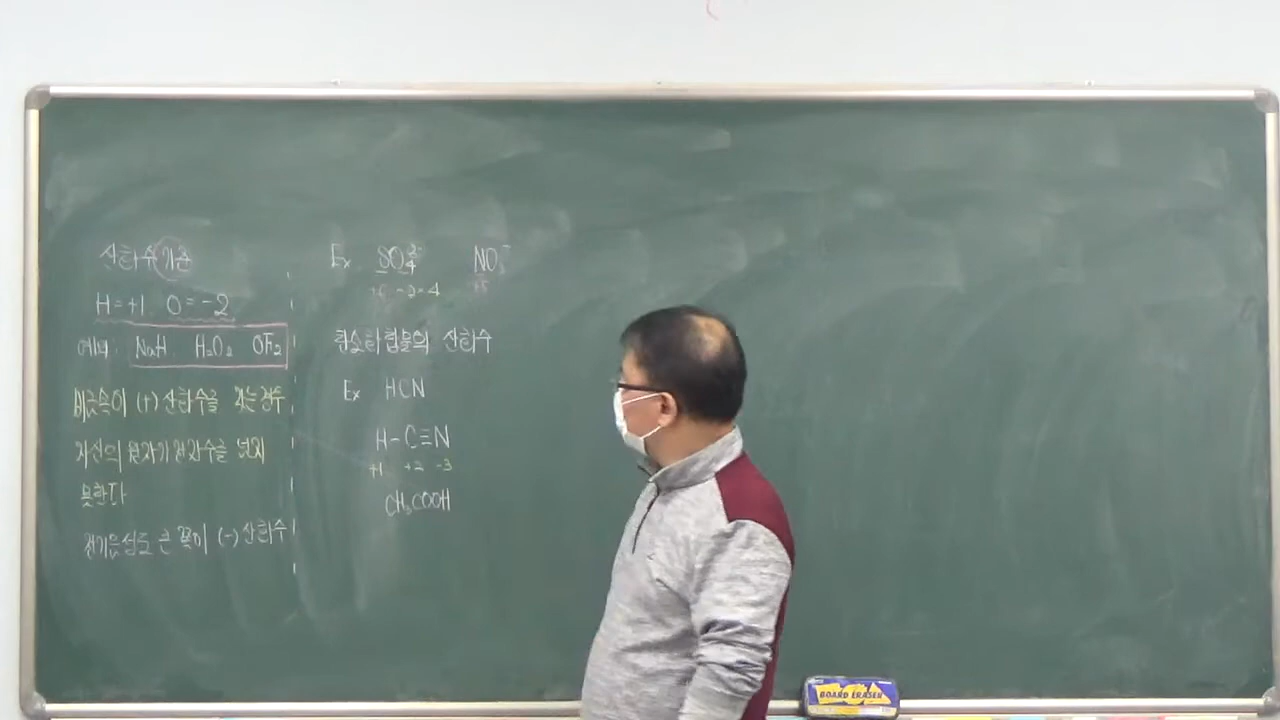 산화수 기준
H=+1 O=-2
예외: NaH H₂O₂ OF₂
비금속이 (+)산화수를 갖는 경우
자신의 원자가 전자수를 넘지
못한다
전기음성도 큰 쪽이 (-) 산화수
Ex SO₄²⁻ NO₃⁻
+6 -2×4 +5
탄소화합물의 산화수
Ex HCN
H-C≡N
+1 +2 -3
CH₃COOH
BOARD ERASER